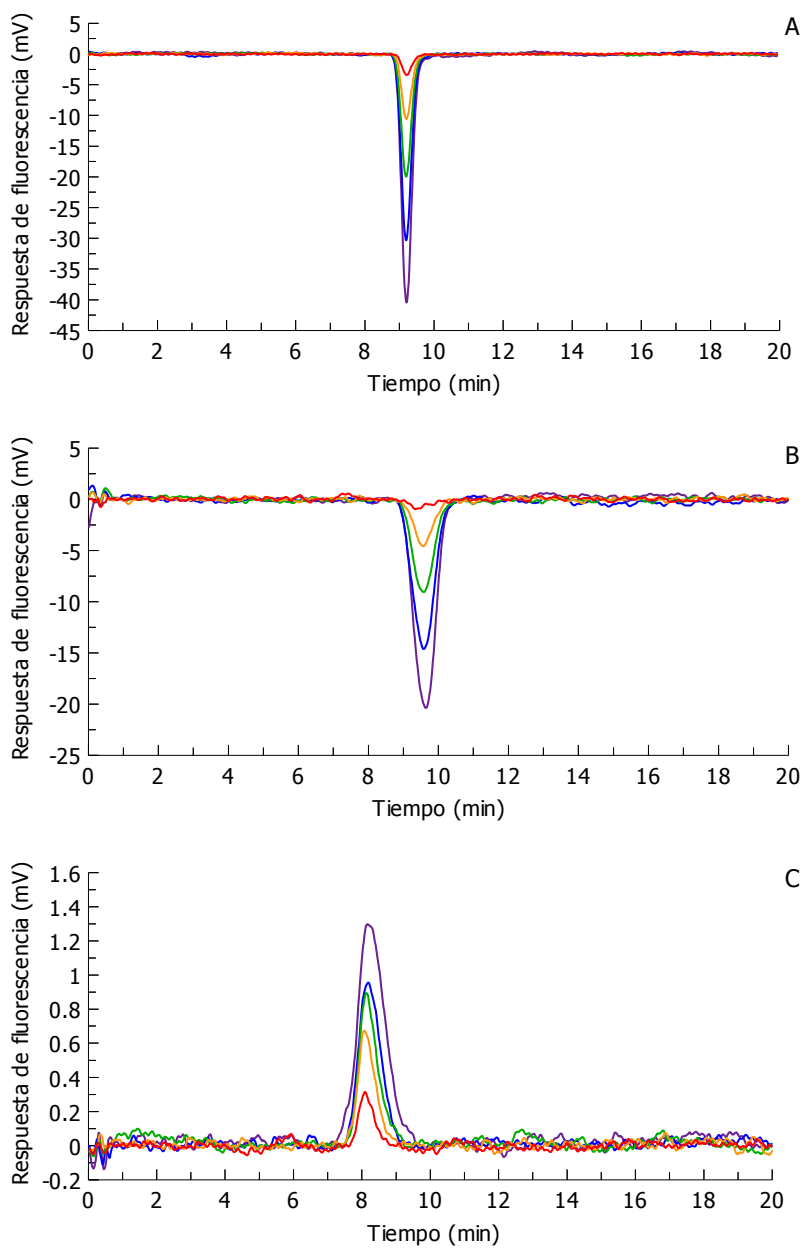 A
Respuesta de fluorescencia (mV)
5
0
-5
-10
-15
-20
-25
-30
-35
-40
-45
0 2 4 6 8 10 12 14 16 18 20
Tiempo (min)
B
Respuesta de fluorescencia (mV)
5
0
-5
-10
-15
-20
-25
0 2 4 6 8 10 12 14 16 18 20
Tiempo (min)
C
Respuesta de fluorescencia (mV)
1.6
1.4
1.2
1
0.8
0.6
0.4
0.2
0
-0.2
0 2 4 6 8 10 12 14 16 18 20
Tiempo (min)